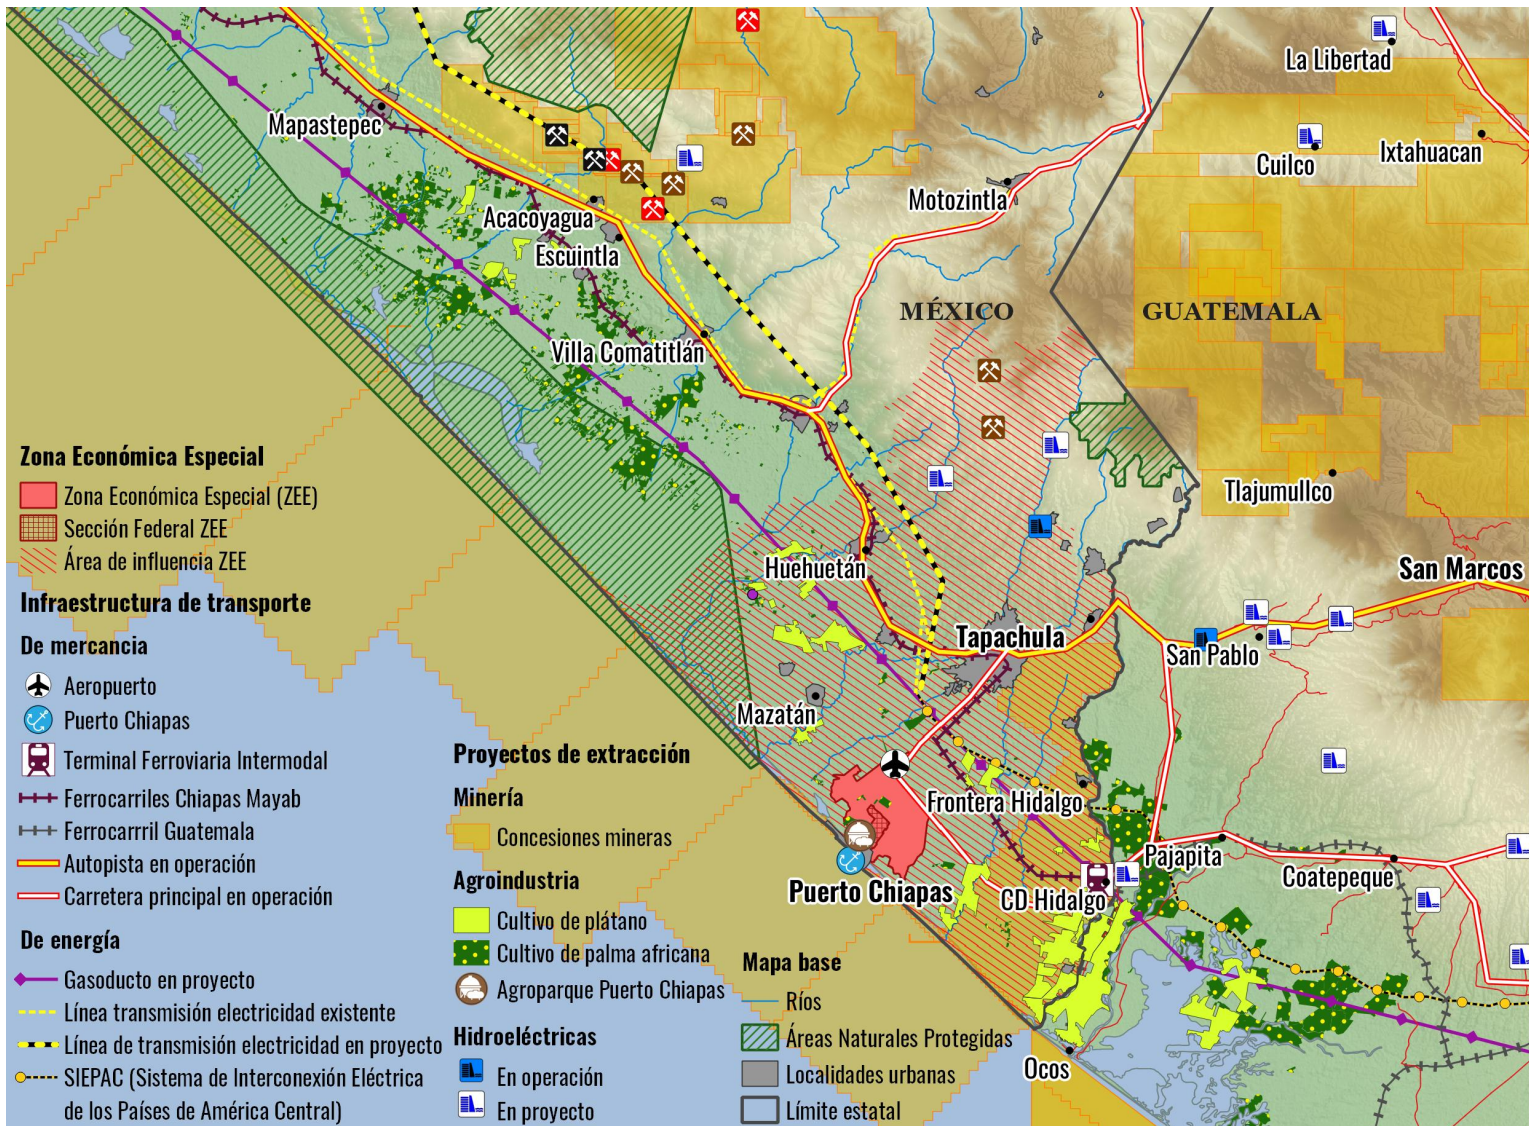 La Libertad
Mapastepec
Cuilco
Ixtahuacan
Motozintla
Acacoyagua
Escuintla
MÉXICO
GUATEMALA
Villa Comatitlán
Tlajumullco
Huehuetán
San Marcos
Tapachula
San Pablo
Mazatán
Frontera Hidalgo
Pajapita
Coatepeque
Puerto Chiapas
CD Hidalgo
Ocos
Zona Económica Especial
Zona Económica Especial (ZEE)
Sección Federal ZEE
Área de influencia ZEE
Infraestructura de transporte
De mercancia
Aeropuerto
Puerto Chiapas
Terminal Ferroviaria Intermodal
Ferrocarriles Chiapas Mayab
Ferrocarrril Guatemala
Autopista en operación
Carretera principal en operación
De energía
Gasoducto en proyecto
Línea transmisión electricidad existente
Línea de transmisión electricidad en proyecto
SIEPAC (Sistema de Interconexión Eléctrica
de los Países de América Central)
Proyectos de extracción
Minería
Concesiones mineras
Agroindustria
Cultivo de plátano
Cultivo de palma africana
Agroparque Puerto Chiapas
Hidroeléctricas
En operación
En proyecto
Mapa base
Ríos
Áreas Naturales Protegidas
Localidades urbanas
Límite estatal